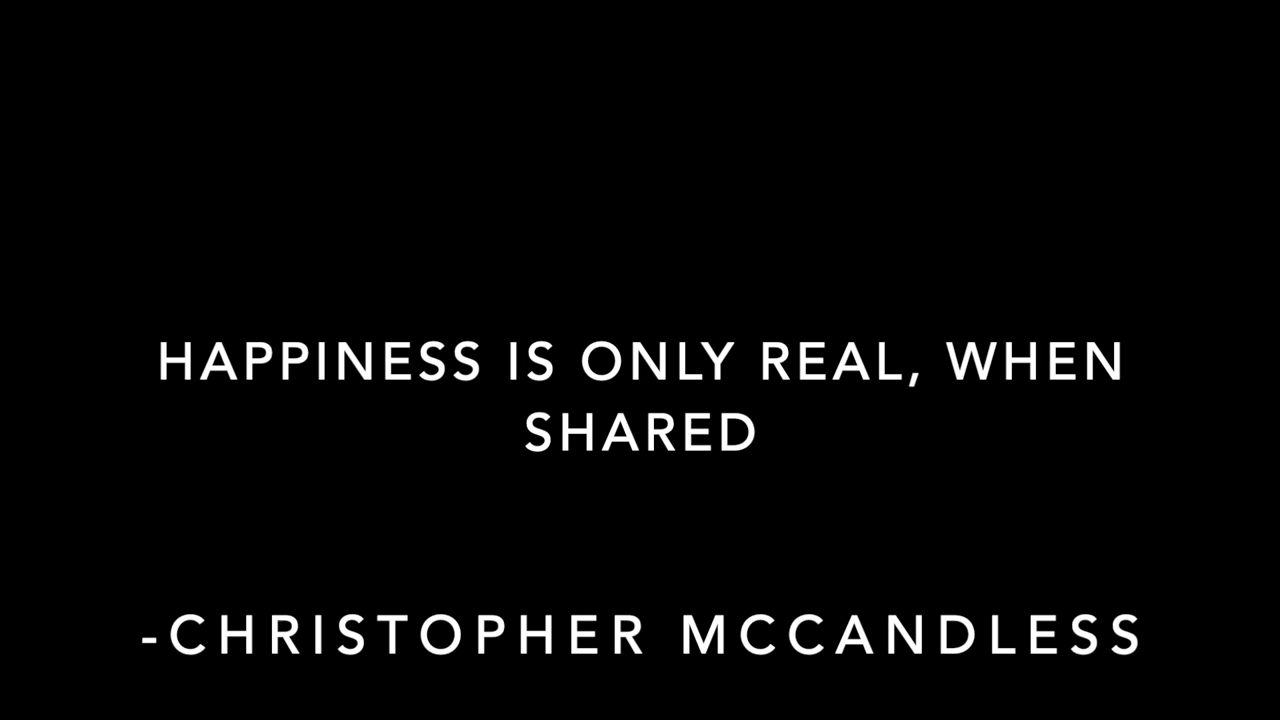 HAPPINESS IS ONLY REAL, WHEN
SHARED
-CHRISTOPHER MCCANDLESS